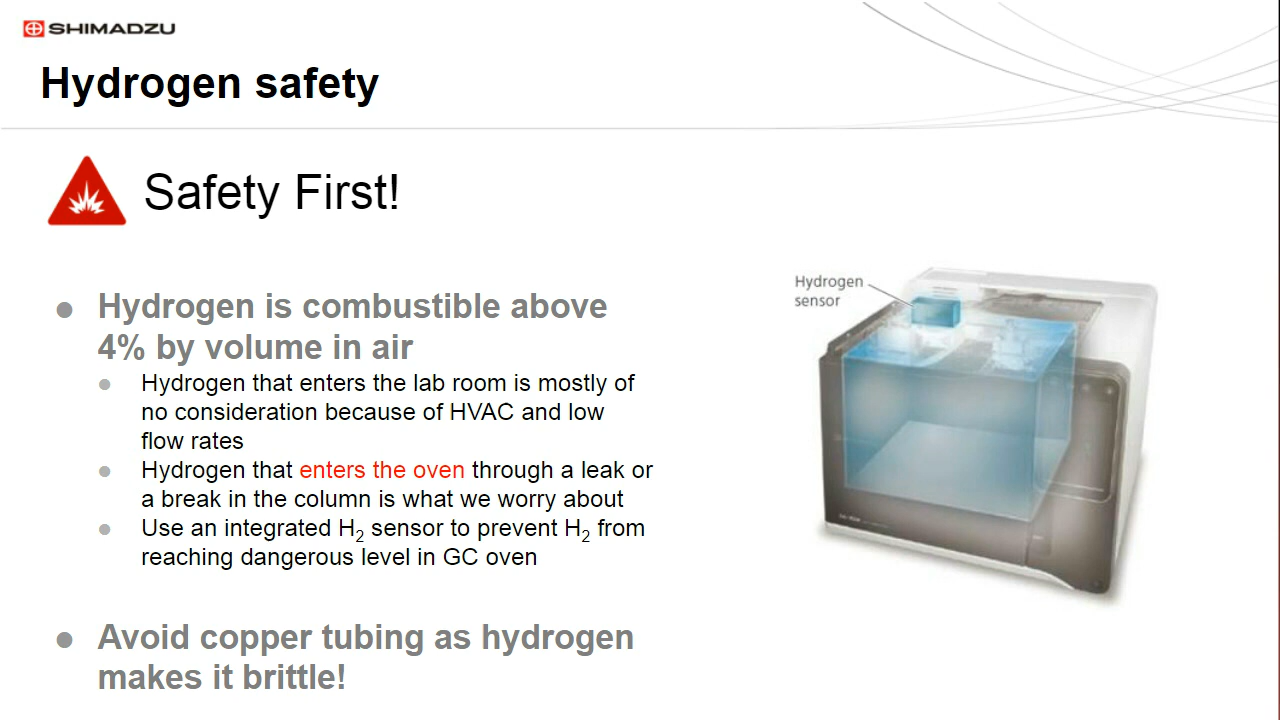 SHIMADZU
Hydrogen safety
Safety First!
Hydrogen
sensor
● Hydrogen is combustible above
4% by volume in air
● Hydrogen that enters the lab room is mostly of
no consideration because of HVAC and low
flow rates
● Hydrogen that enters the oven through a leak or
a break in the column is what we worry about
● Use an integrated H₂ sensor to prevent H₂ from
reaching dangerous level in GC oven
● Avoid copper tubing as hydrogen
makes it brittle!